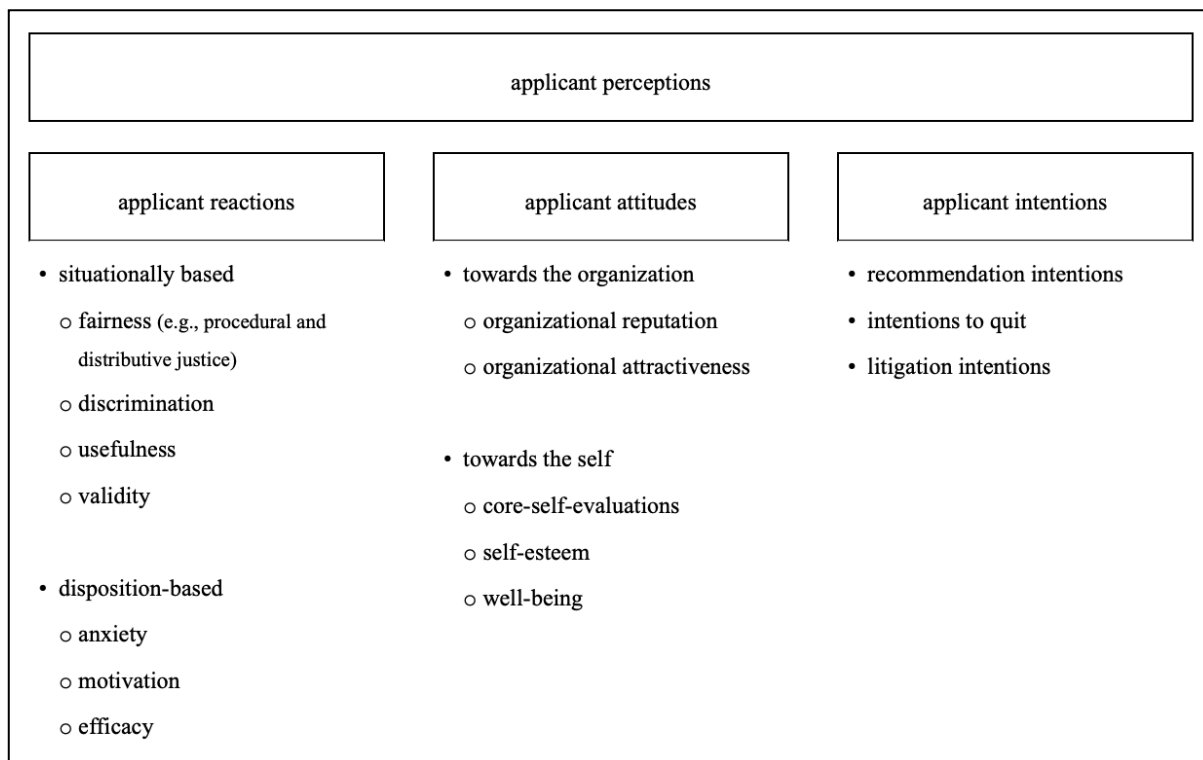 applicant perceptions
applicant reactions
• situationally based
o fairness (e.g., procedural and
distributive justice)
o discrimination
o usefulness
o validity
• disposition-based
o anxiety
o motivation
o efficacy
applicant attitudes
• towards the organization
o organizational reputation
o organizational attractiveness
• towards the self
o core-self-evaluations
o self-esteem
o well-being
applicant intentions
• recommendation intentions
• intentions to quit
• litigation intentions